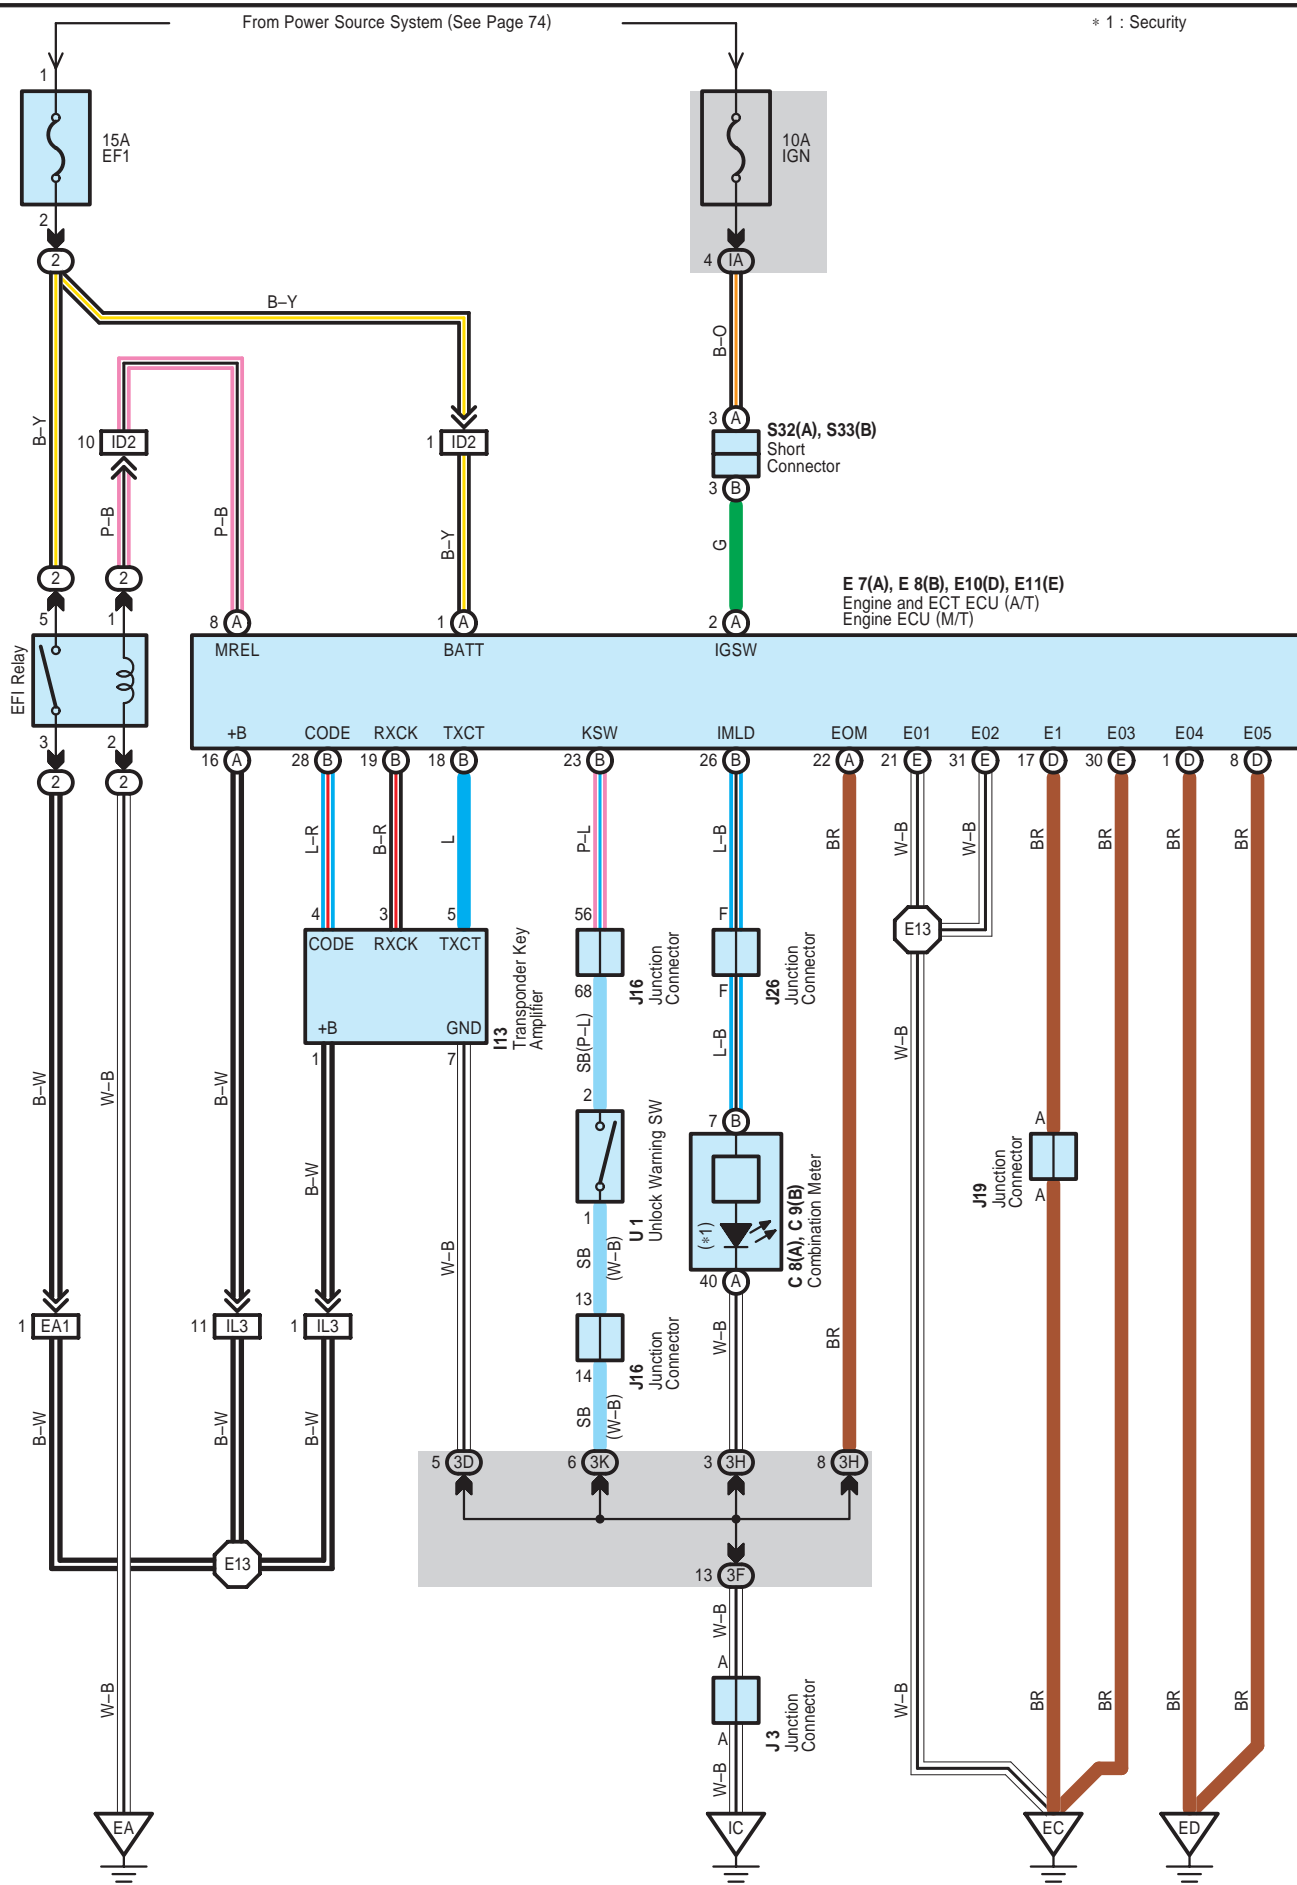 From Power Source System (See Page 74)
∗ 1 : Security
1
15A
EF1
10A
IGN
2
2
4
IA
B–Y
B–O
3
A
S32(A), S33(B)
Short
Connector
3
B
B–Y
10
ID2
1
ID2
P–B
P–B
B–Y
G
2
2
5
1
8
A
1
A
2
A
E 7(A), E 8(B), E10(D), E11(E)
Engine and ECT ECU (A/T)
Engine ECU (M/T)
EFI Relay
MREL
BATT
IGSW
+B
CODE
RXCK
TXCT
KSW
IMLD
EOM
E01
E02
E1
E03
E04
E05
3
2
16
A
28
B
19
B
18
B
23
B
26
B
22
A
21
E
31
E
17
D
30
E
1
D
8
D
2
2
L–R
B–R
L
P–L
L–B
BR
W–B
W–B
BR
BR
BR
BR
4
3
5
56
F
E13
CODE
RXCK
TXCT
+B
GND
I13
Transponder Key
Amplifier
J16
Junction
Connector
J26
Junction
Connector
68
F
1
7
SB(P–L)
L–B
W–B
B–W
W–B
B–W
2
7
B
A
U 1
Unlock Warning SW
J19
Junction
Connector
A
B–W
1
(∗1)
C 8(A), C 9(B)
Combination Meter
W–B
SB
(W–B)
40
A
13
1
EA1
11
IL3
1
IL3
J16
Junction
Connector
W–B
BR
14
B–W
B–W
B–W
SB
(W–B)
5
3D
6
3K
3
3H
8
3H
E13
13
3F
W–B
A
J 3
Junction
Connector
A
W–B
W–B
W–B
BR
BR
BR
BR
EA
IC
EC
ED